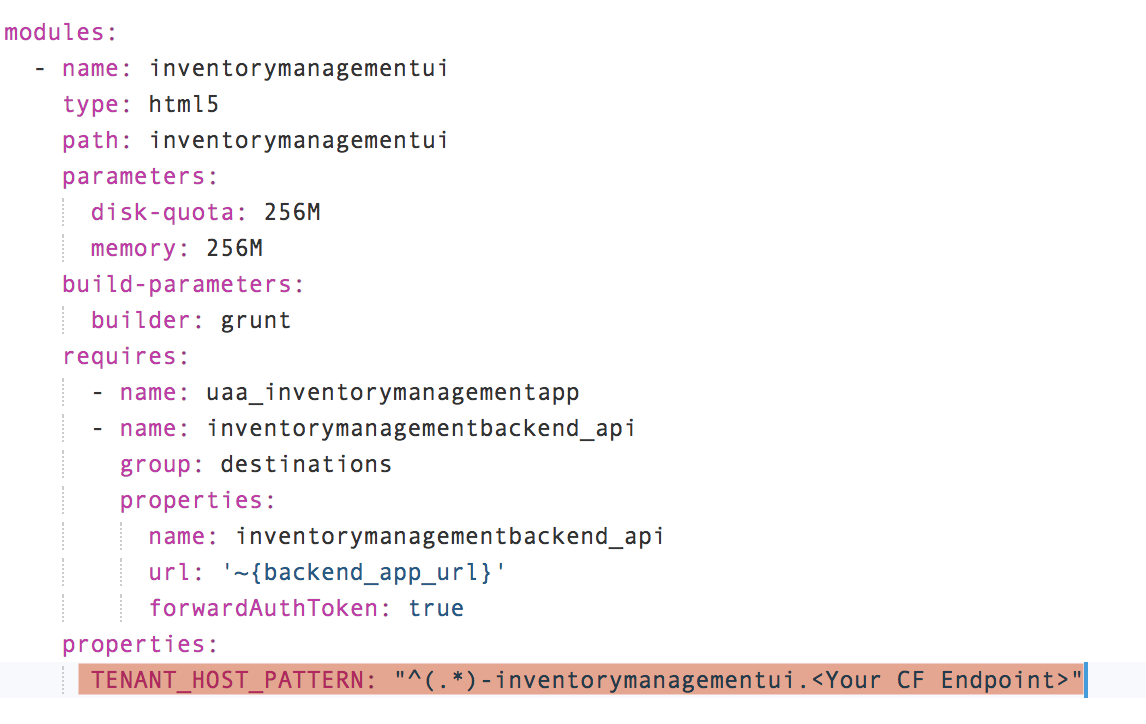 modules:
  - name: inventorymanagementui
    type: html5
    path: inventorymanagementui
    parameters:
      disk-quota: 256M
      memory: 256M
    build-parameters:
      builder: grunt
    requires:
      - name: uaa_inventorymanagementapp
      - name: inventorymanagementbackend_api
        group: destinations
        properties:
          name: inventorymanagementbackend_api
          url: '~{backend_app_url}'
          forwardAuthToken: true
    properties:
      TENANT_HOST_PATTERN: "^(.*)-inventorymanagementui.<Your CF Endpoint>"